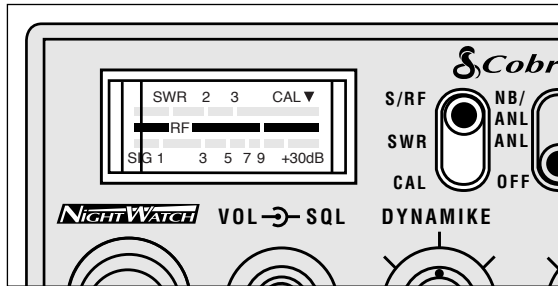 Cobr
SWR 2 3 CAL▼
RF
SIG 1 3 5 7 9 +30dB
S/RF
SWR
CAL
NB/
ANL
ANL
OFF
NIGHTWATCH
VOL SQL
DYNAMIKE